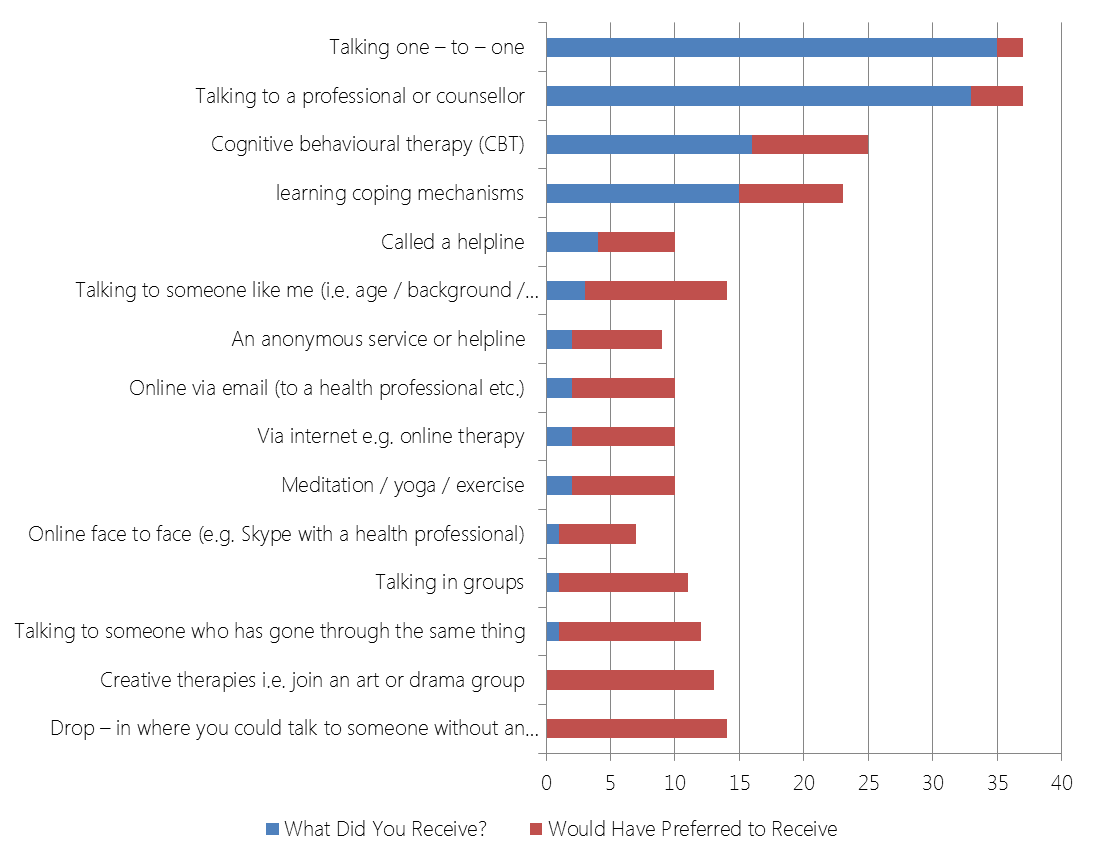 Talking one – to – one
Talking to a professional or counsellor
Cognitive behavioural therapy (CBT)
learning coping mechanisms
Called a helpline
Talking to someone like me (i.e. age / background /...
An anonymous service or helpline
Online via email (to a health professional etc.)
Via internet e.g. online therapy
Meditation / yoga / exercise
Online face to face (e.g. Skype with a health professional)
Talking in groups
Talking to someone who has gone through the same thing
Creative therapies i.e. join an art or drama group
Drop – in where you could talk to someone without an...
0 5 10 15 20 25 30 35 40
What Did You Receive? Would Have Preferred to Receive